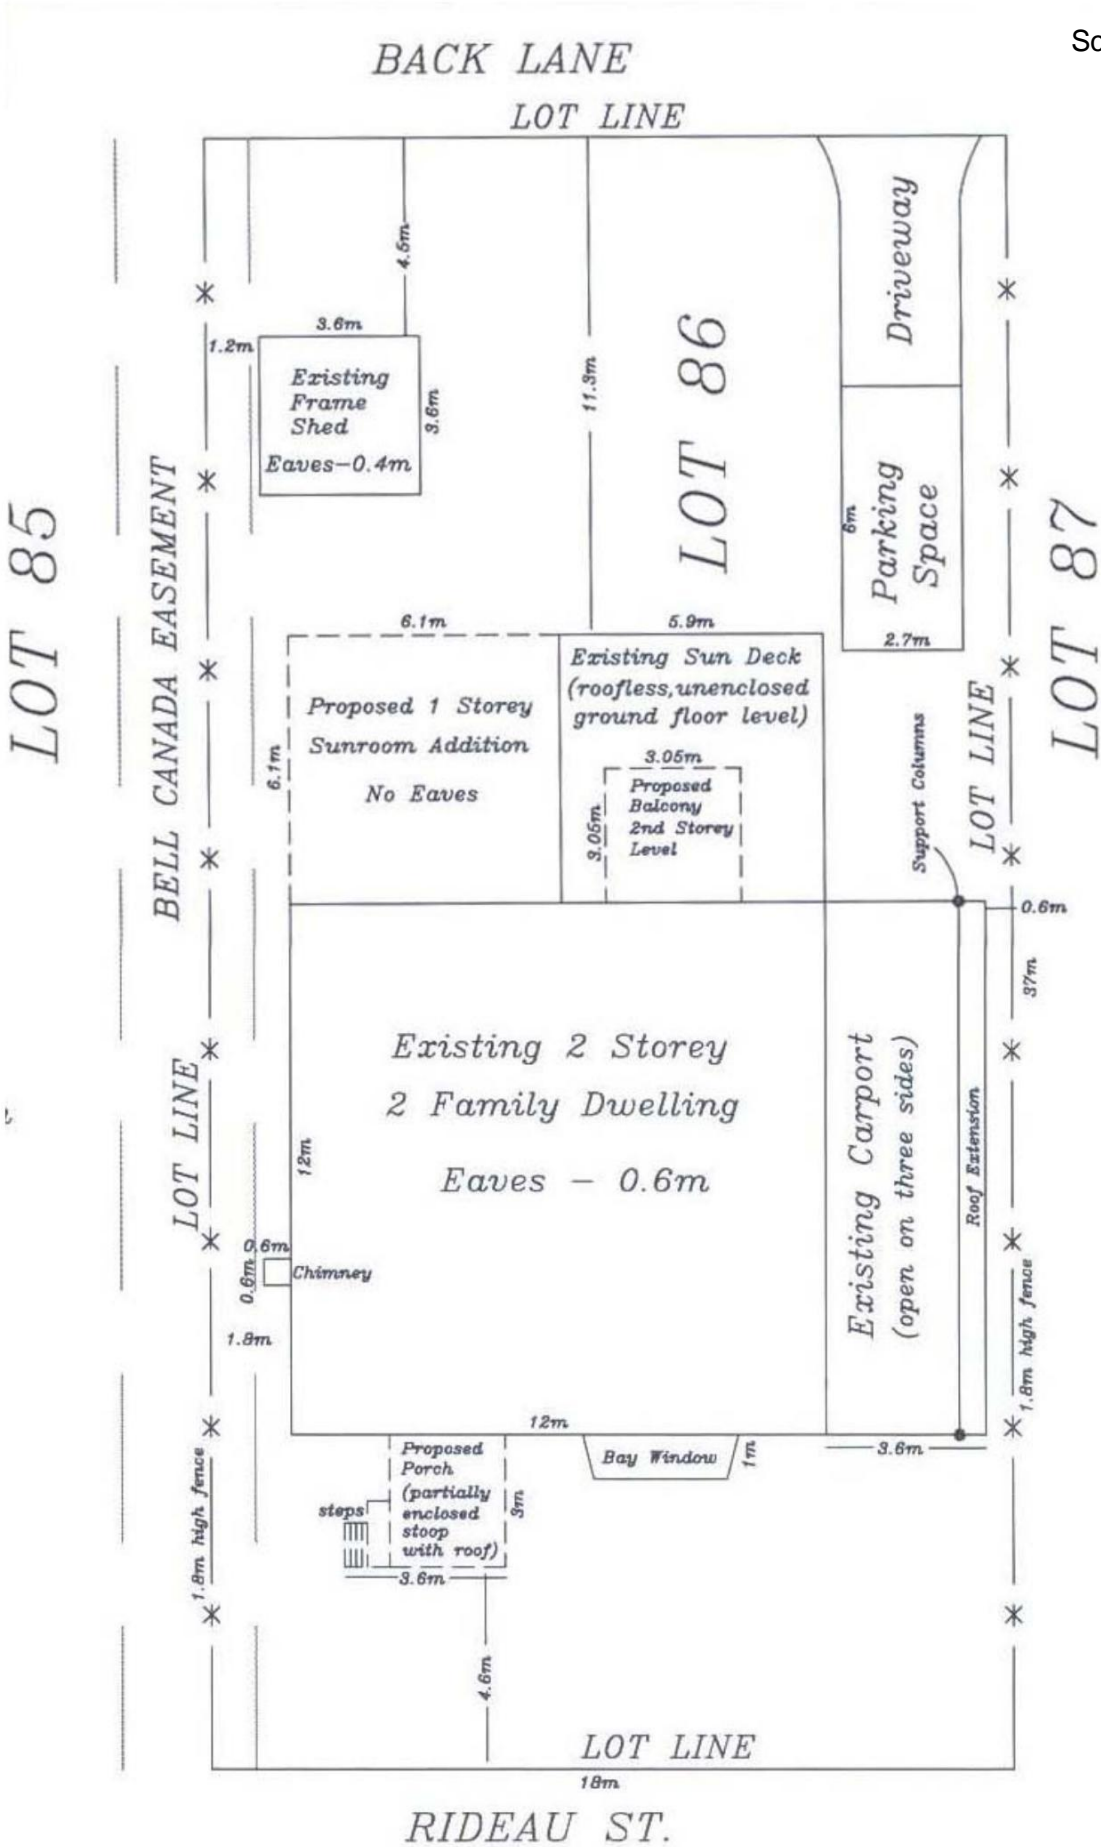 Sc
BACK LANE
LOT LINE
4.5m
11.3m
Driveway
3.6m
1.2m
Existing
Frame
Shed
Eaves-0.4m
3.6m
LOT 86
6m
Parking
Space
2.7m
LOT 85
BELL CANADA EASEMENT
LOT 87
6.1m
5.9m
Proposed 1 Storey
Sunroom Addition
No Eaves
6.1m
Existing Sun Deck
(roofless,unenclosed
ground floor level)
3.05m
3.05m
Proposed
Balcony
2nd Storey
Level
Support Columns
LOT LINE
0.6m
37m
Existing 2 Storey
2 Family Dwelling
Eaves - 0.6m
12m
LOT LINE
Existing Carport
(open on three sides)
Roof Extension
0.6m
0.6m
Chimney
1.8m
1.8m high fence
12m
3.6m
1.8m high fence
Proposed
Porch
(partially
enclosed
stoop
with roof)
steps
3m
3.6m
Bay Window
1m
4.6m
LOT LINE
18m
RIDEAU ST.